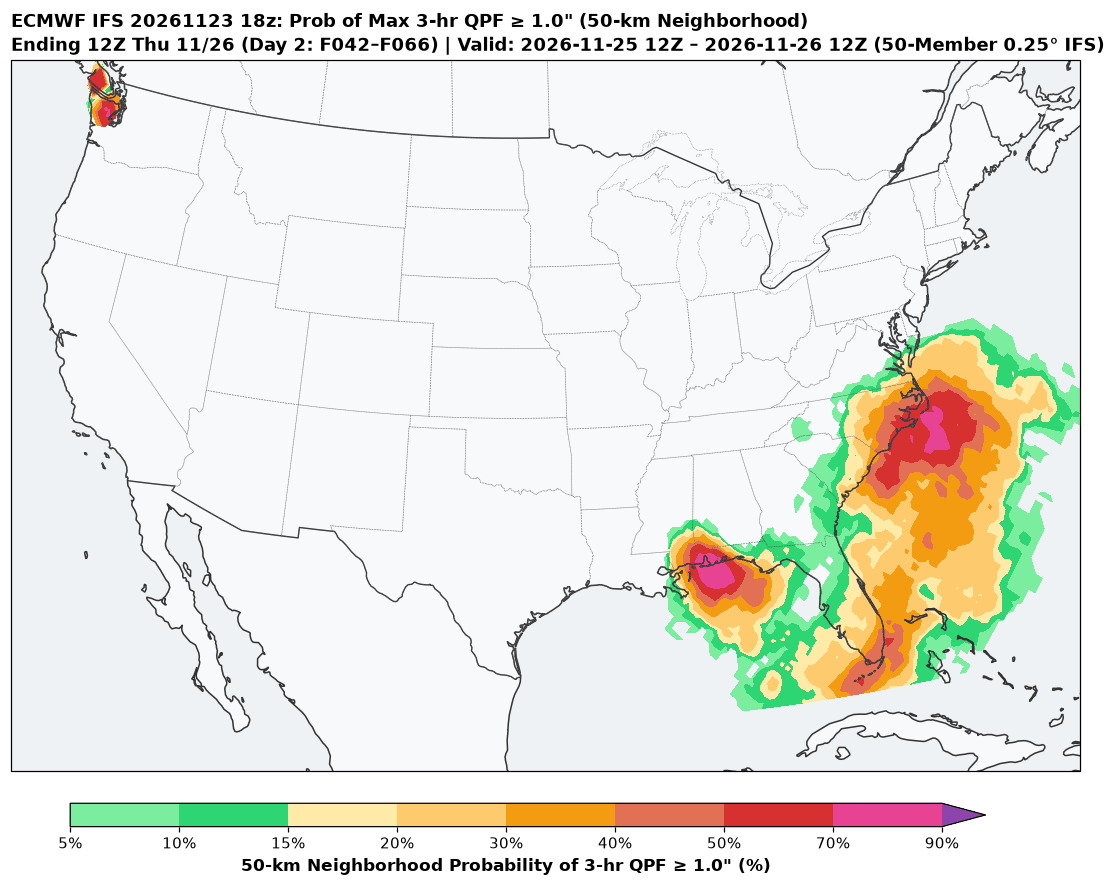 ECMWF IFS 20261123 18z: Prob of Max 3-hr QPF ≥ 1.0" (50-km Neighborhood)
Ending 12Z Thu 11/26 (Day 2: F042–F066) | Valid: 2026-11-25 12Z – 2026-11-26 12Z (50-Member 0.25° IFS)
5% 10% 15% 20% 30% 40% 50% 70% 90%
50-km Neighborhood Probability of 3-hr QPF ≥ 1.0" (%)